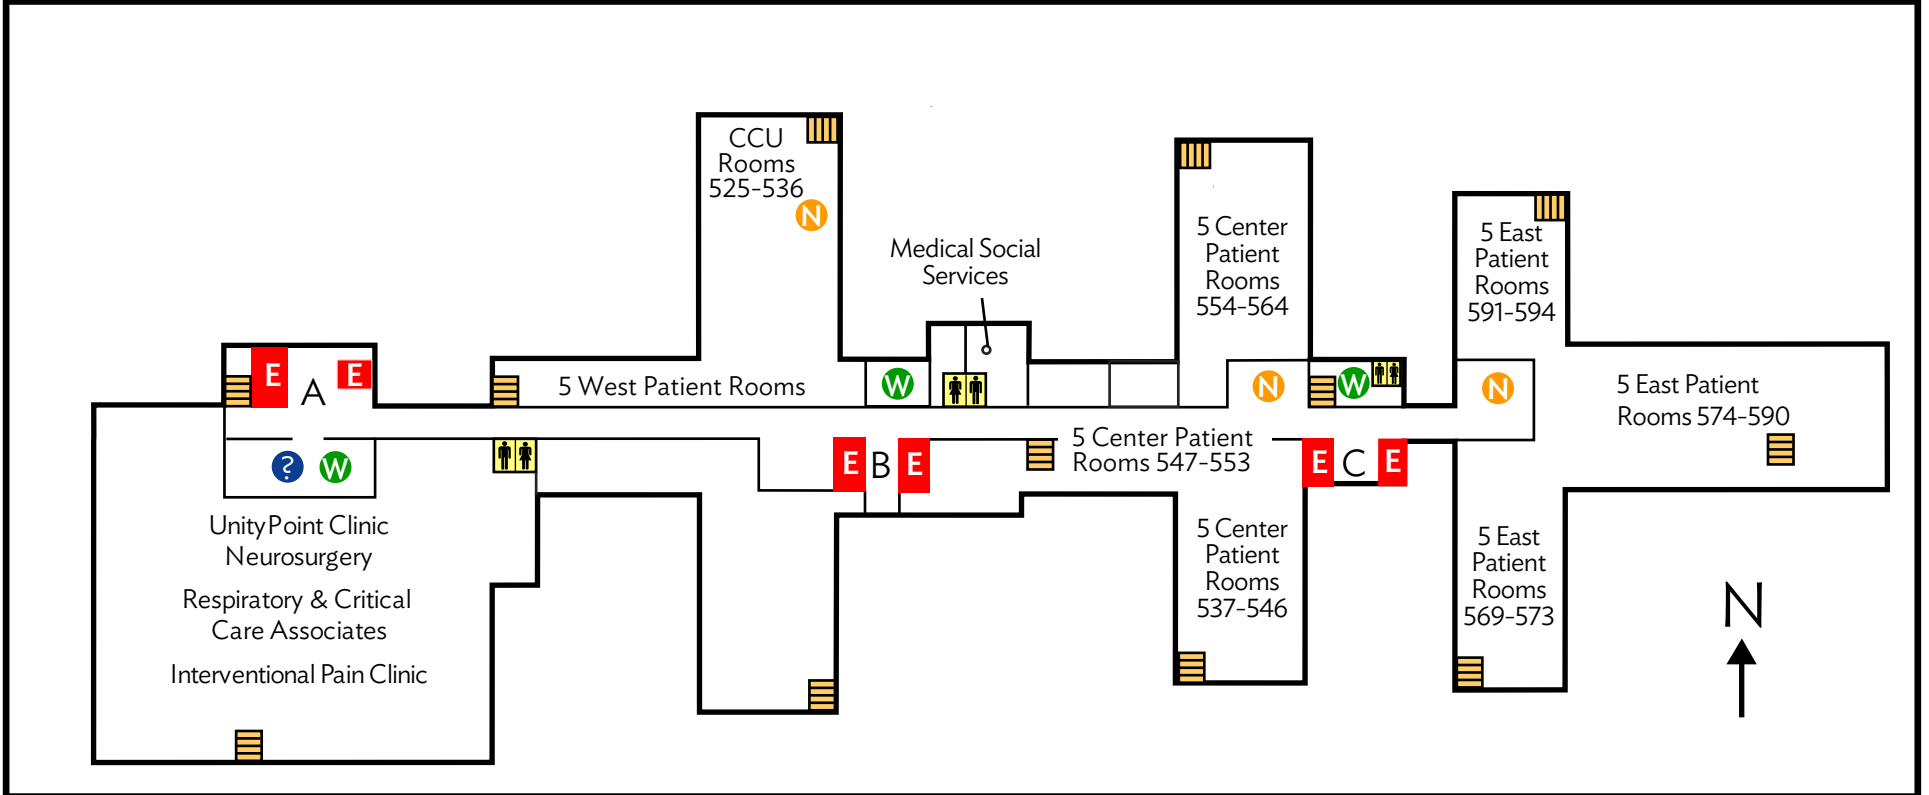 CCU
Rooms
525-536
N
Medical Social
Services
5 Center
Patient
Rooms
554-564
5 East
Patient
Rooms
591-594
E
A
E
5 West Patient Rooms
W
N
W
N
5 East Patient
Rooms 574-590
? W
E
B
E
5 Center Patient
Rooms 547-553
E
C
E
UnityPoint Clinic
Neurosurgery
Respiratory & Critical
Care Associates
Interventional Pain Clinic
5 Center
Patient
Rooms
537-546
5 East
Patient
Rooms
569-573
N